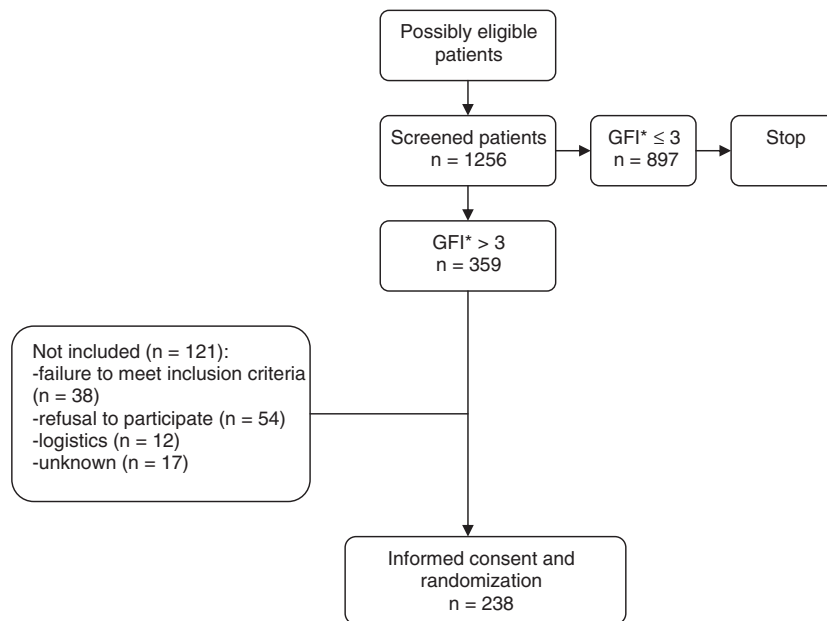 Possibly eligible
patients
Screened patients
n = 1256
GFI* ≤ 3
n = 897
Stop
GFI* > 3
n = 359
Not included (n = 121):
-failure to meet inclusion criteria
(n = 38)
-refusal to participate (n = 54)
-logistics (n = 12)
-unknown (n = 17)
Informed consent and
randomization
n = 238